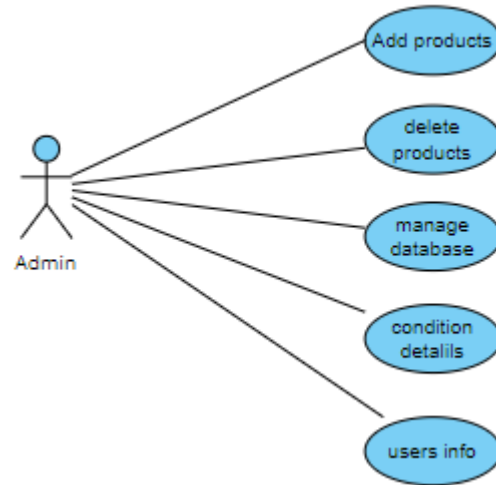 Add products
delete
products
manage
database
Admin
condition
detalils
users info